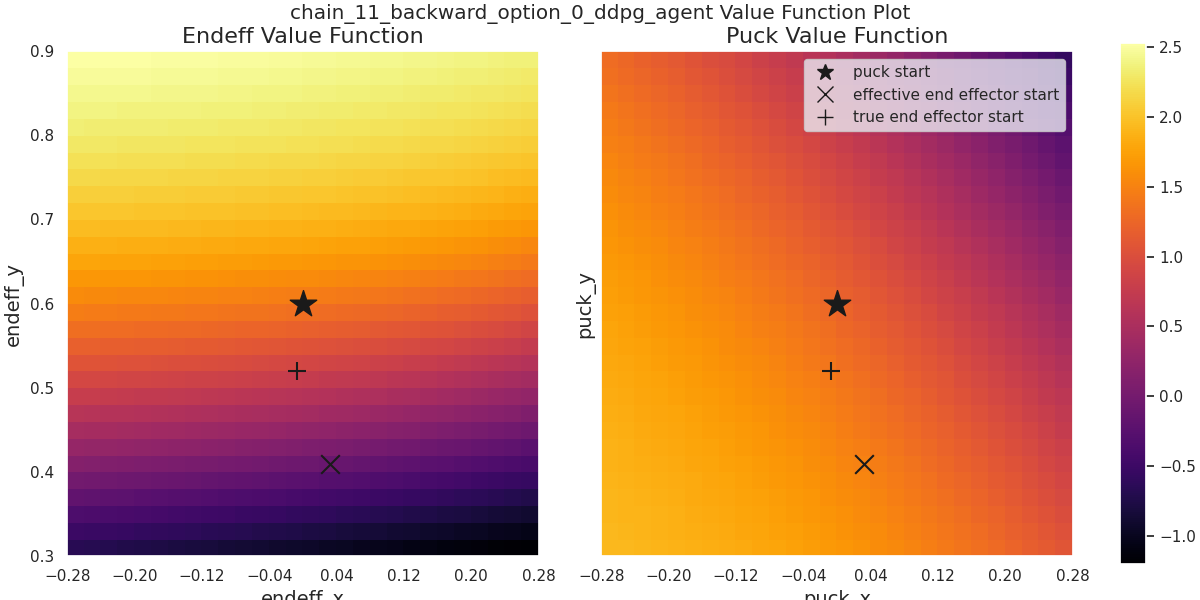 chain_11_backward_option_0_ddpg_agent Value Function Plot
Endeff Value Function
Puck Value Function
0.9
0.8
0.7
0.6
0.5
0.4
0.3
endeff_y
−0.28 −0.20 −0.12 −0.04 0.04 0.12 0.20 0.28
endeff_x
puck start
effective end effector start
true end effector start
puck_y
−0.28 −0.20 −0.12 −0.04 0.04 0.12 0.20 0.28
puck_x
2.5
2.0
1.5
1.0
0.5
0.0
−0.5
−1.0